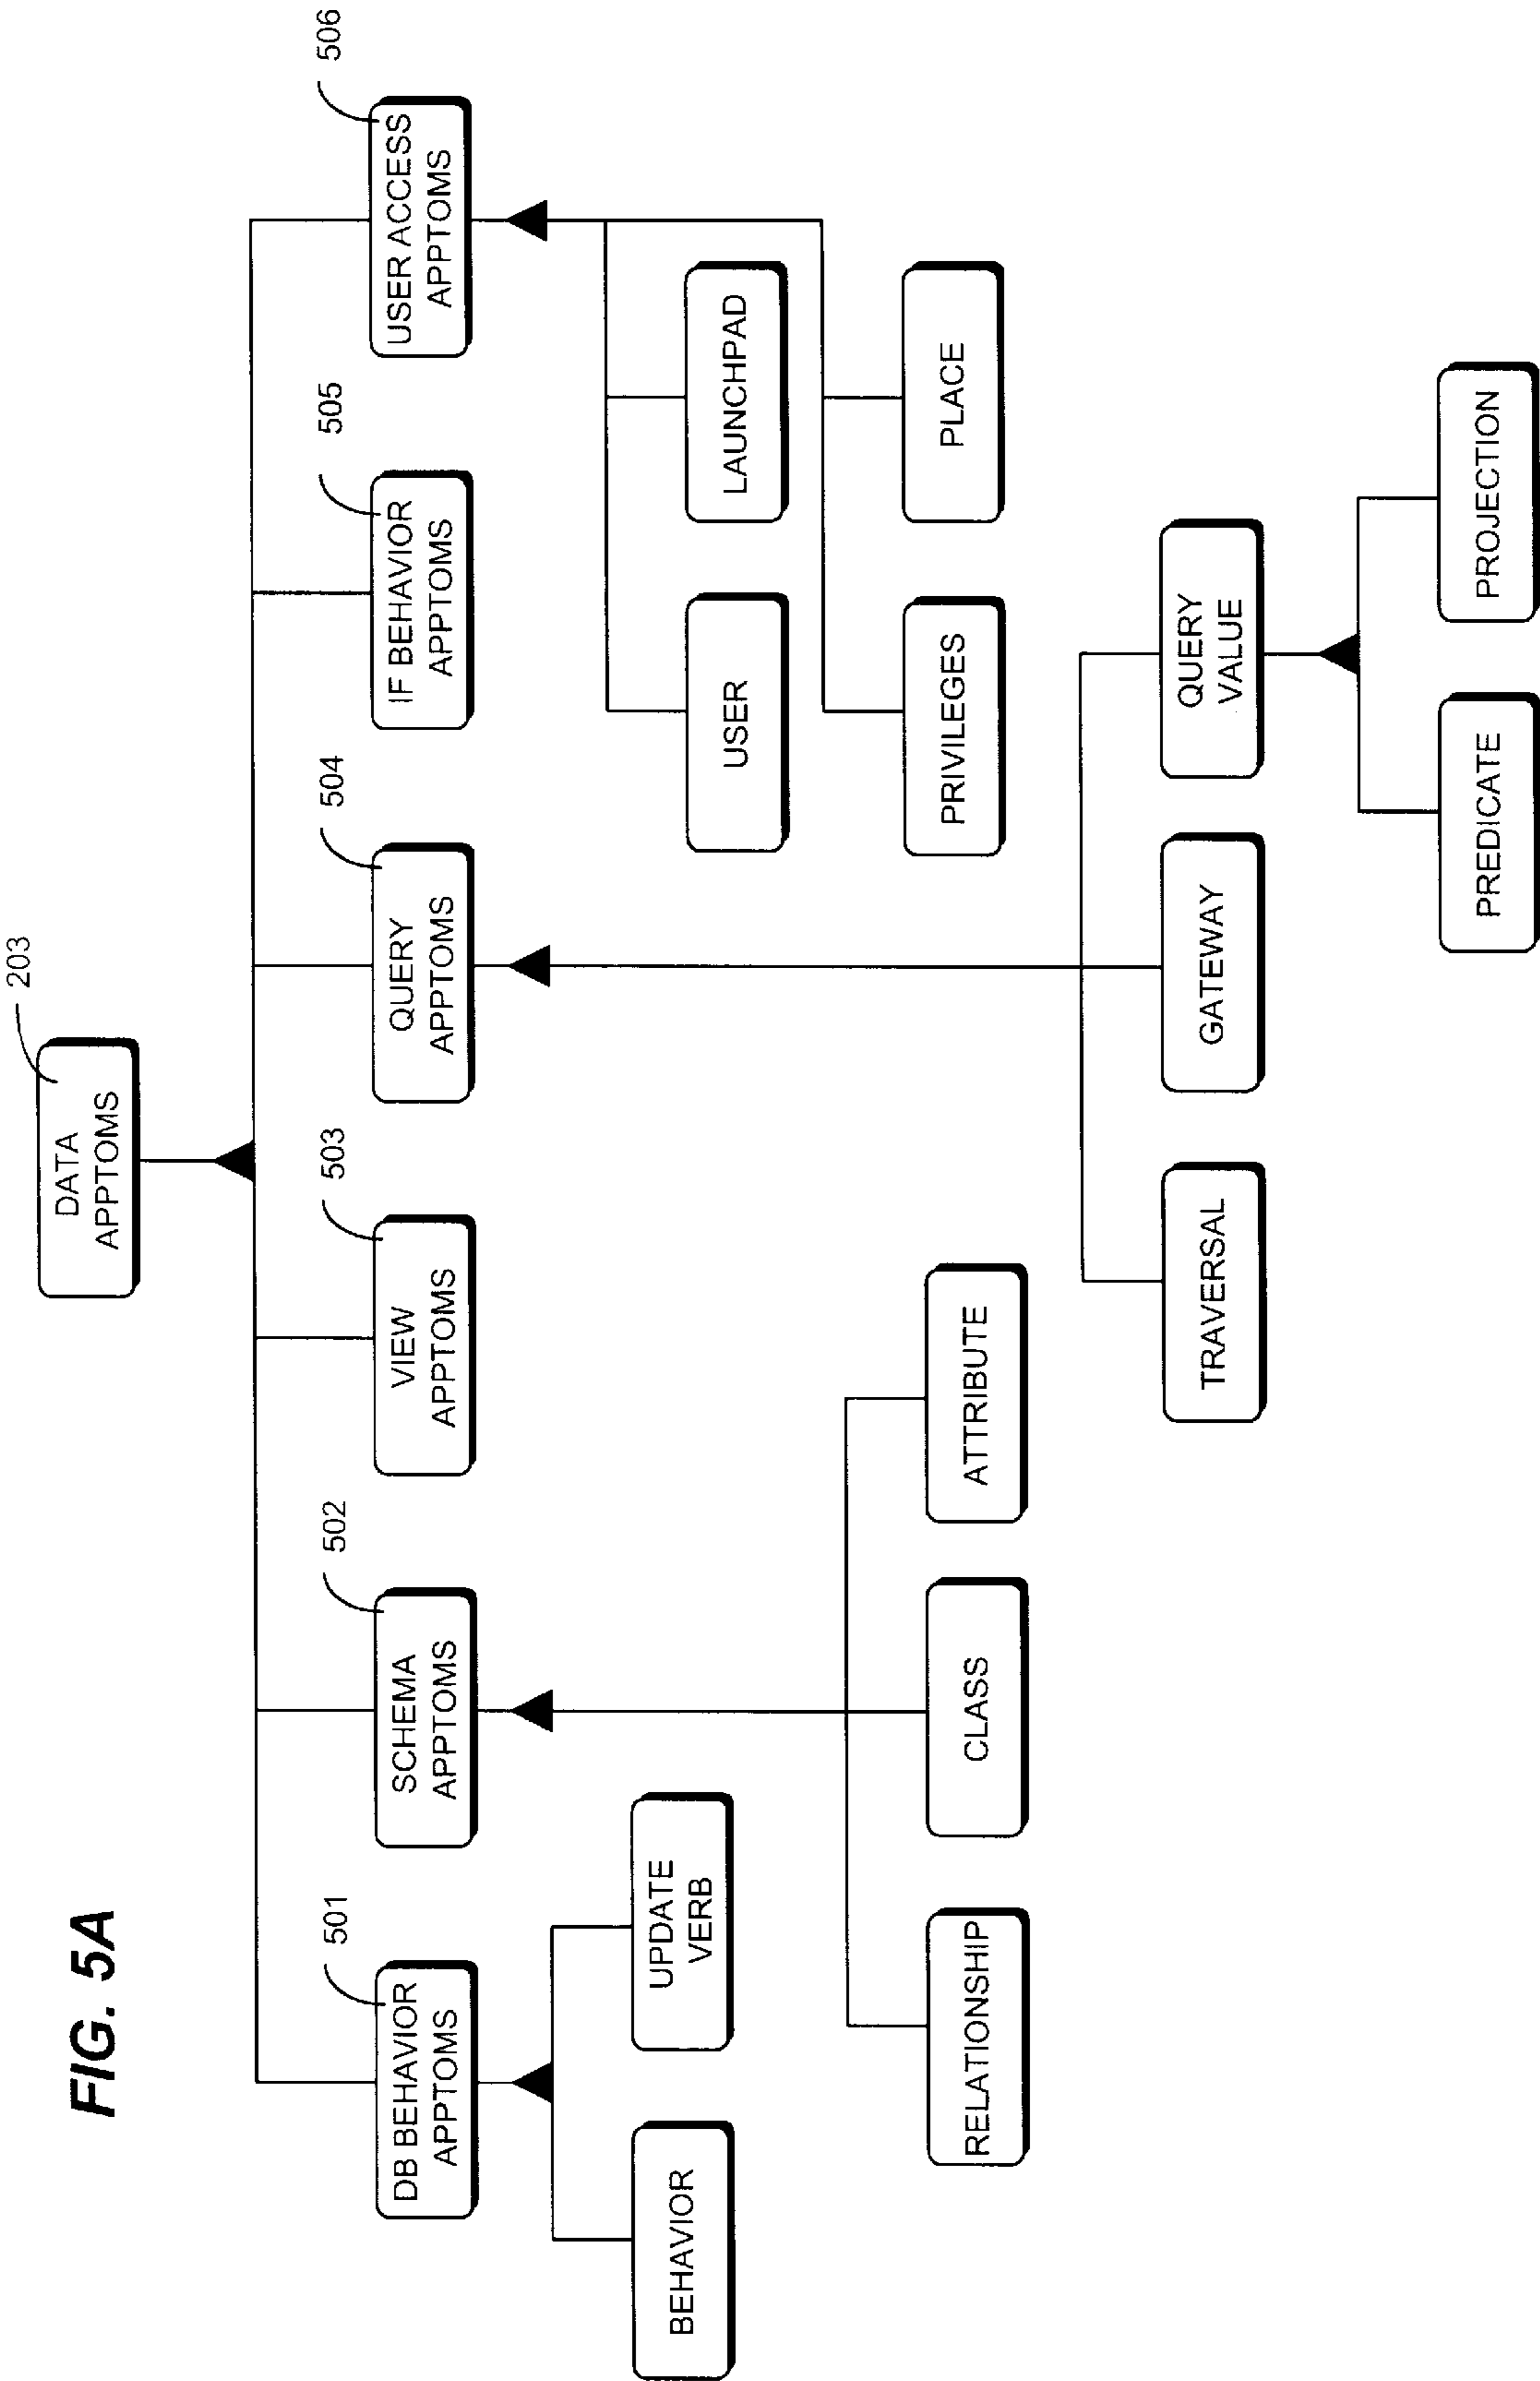 FIG. 5A
203
DATA
APPTOMS
501
502
503
504
505
506
DB BEHAVIOR
APPTOMS
SCHEMA
APPTOMS
VIEW
APPTOMS
QUERY
APPTOMS
IF BEHAVIOR
APPTOMS
USER ACCESS
APPTOMS
BEHAVIOR
UPDATE
VERB
USER
LAUNCHPAD
RELATIONSHIP
CLASS
ATTRIBUTE
PRIVILEGES
PLACE
TRAVERSAL
GATEWAY
QUERY
VALUE
PREDICATE
PROJECTION